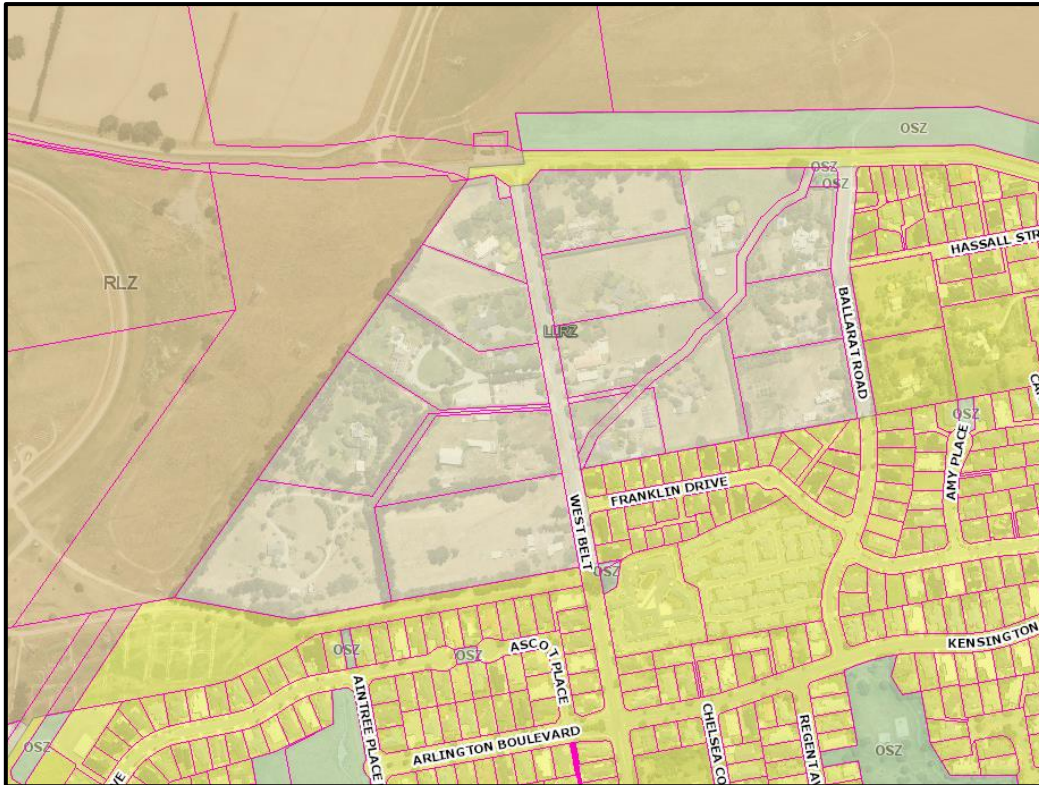 OSZ
OSZ
OSZ
HASSALL STR
RLZ
BALLARAT ROAD
LLRZ
OSZ
AMY PLACE
FRANKLIN DRIVE
WEST BELT
OSZ
KENSINGTON
OSZ
OSZ
ASCOT PLACE
AINTREE PLACE
CHELSEA CO
REGENT AV
ARLINGTON BOULEVARD
OSZ
OSZ